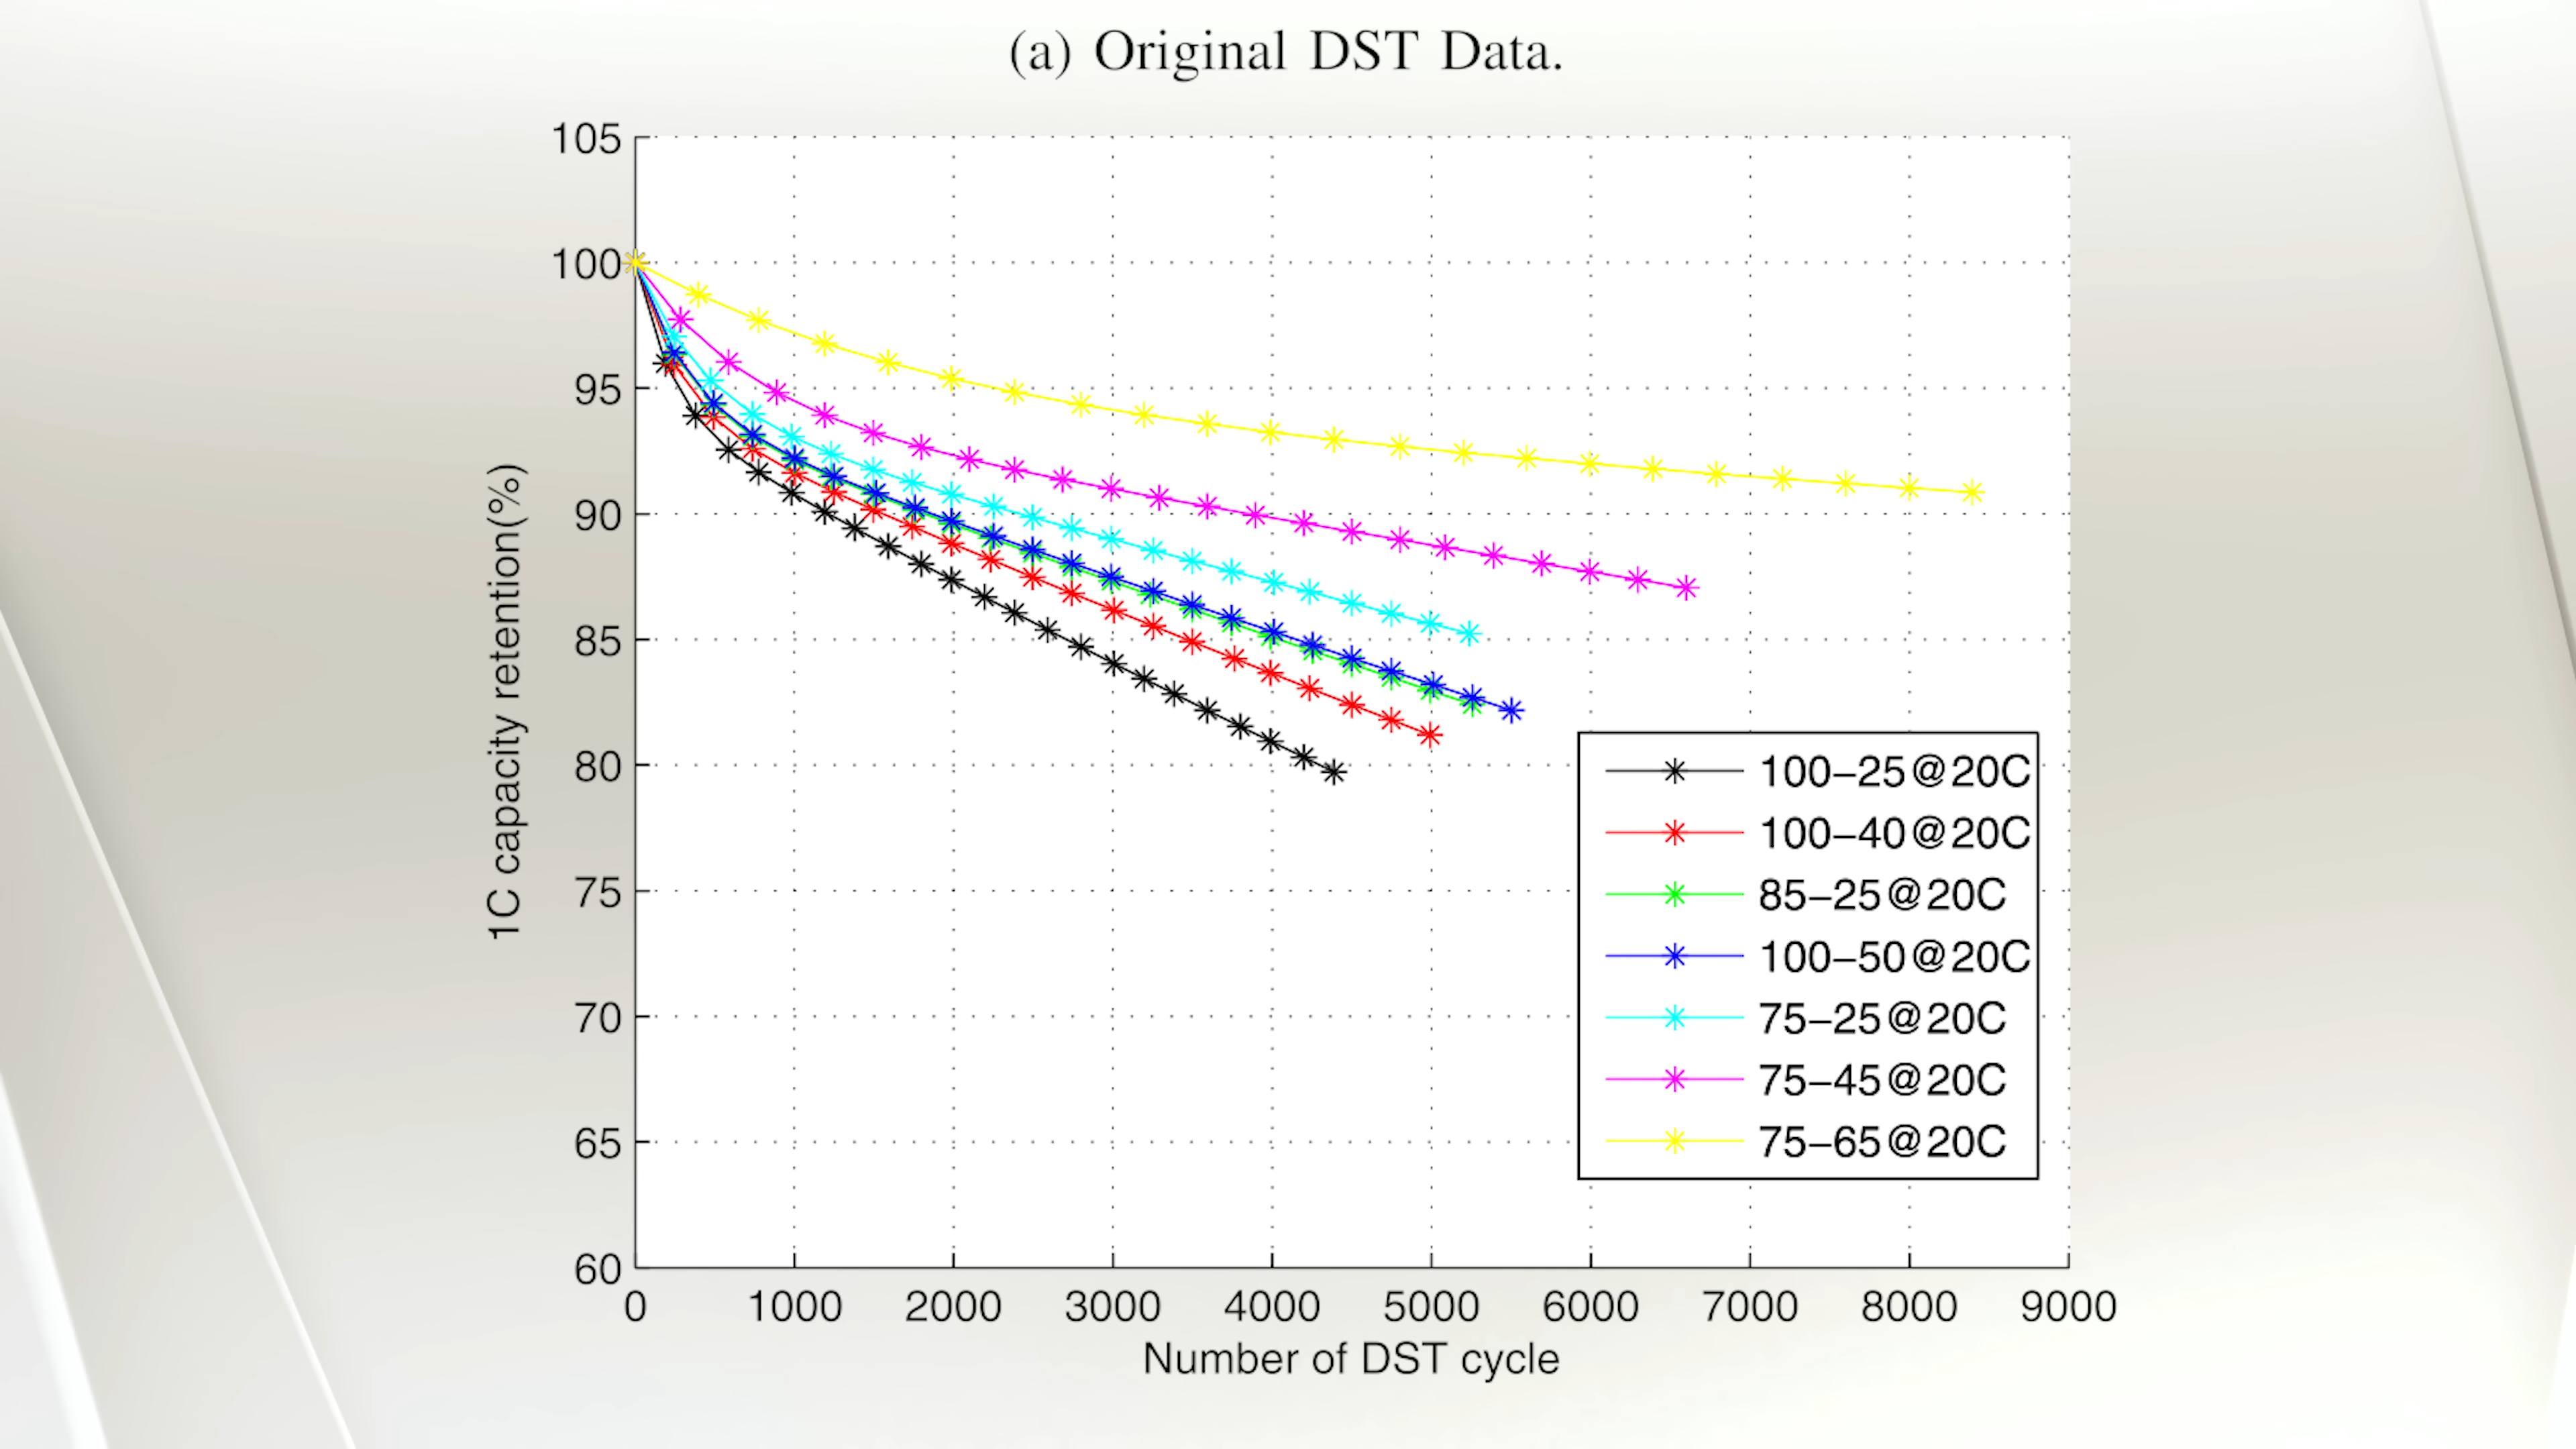 (a) Original DST Data.
105
100
95
90
85
80
75
70
65
60
1C capacity retention(%)
100–25@20C
100–40@20C
85–25@20C
100–50@20C
75–25@20C
75–45@20C
75–65@20C
0 1000 2000 3000 4000 5000 6000 7000 8000 9000
Number of DST cycle